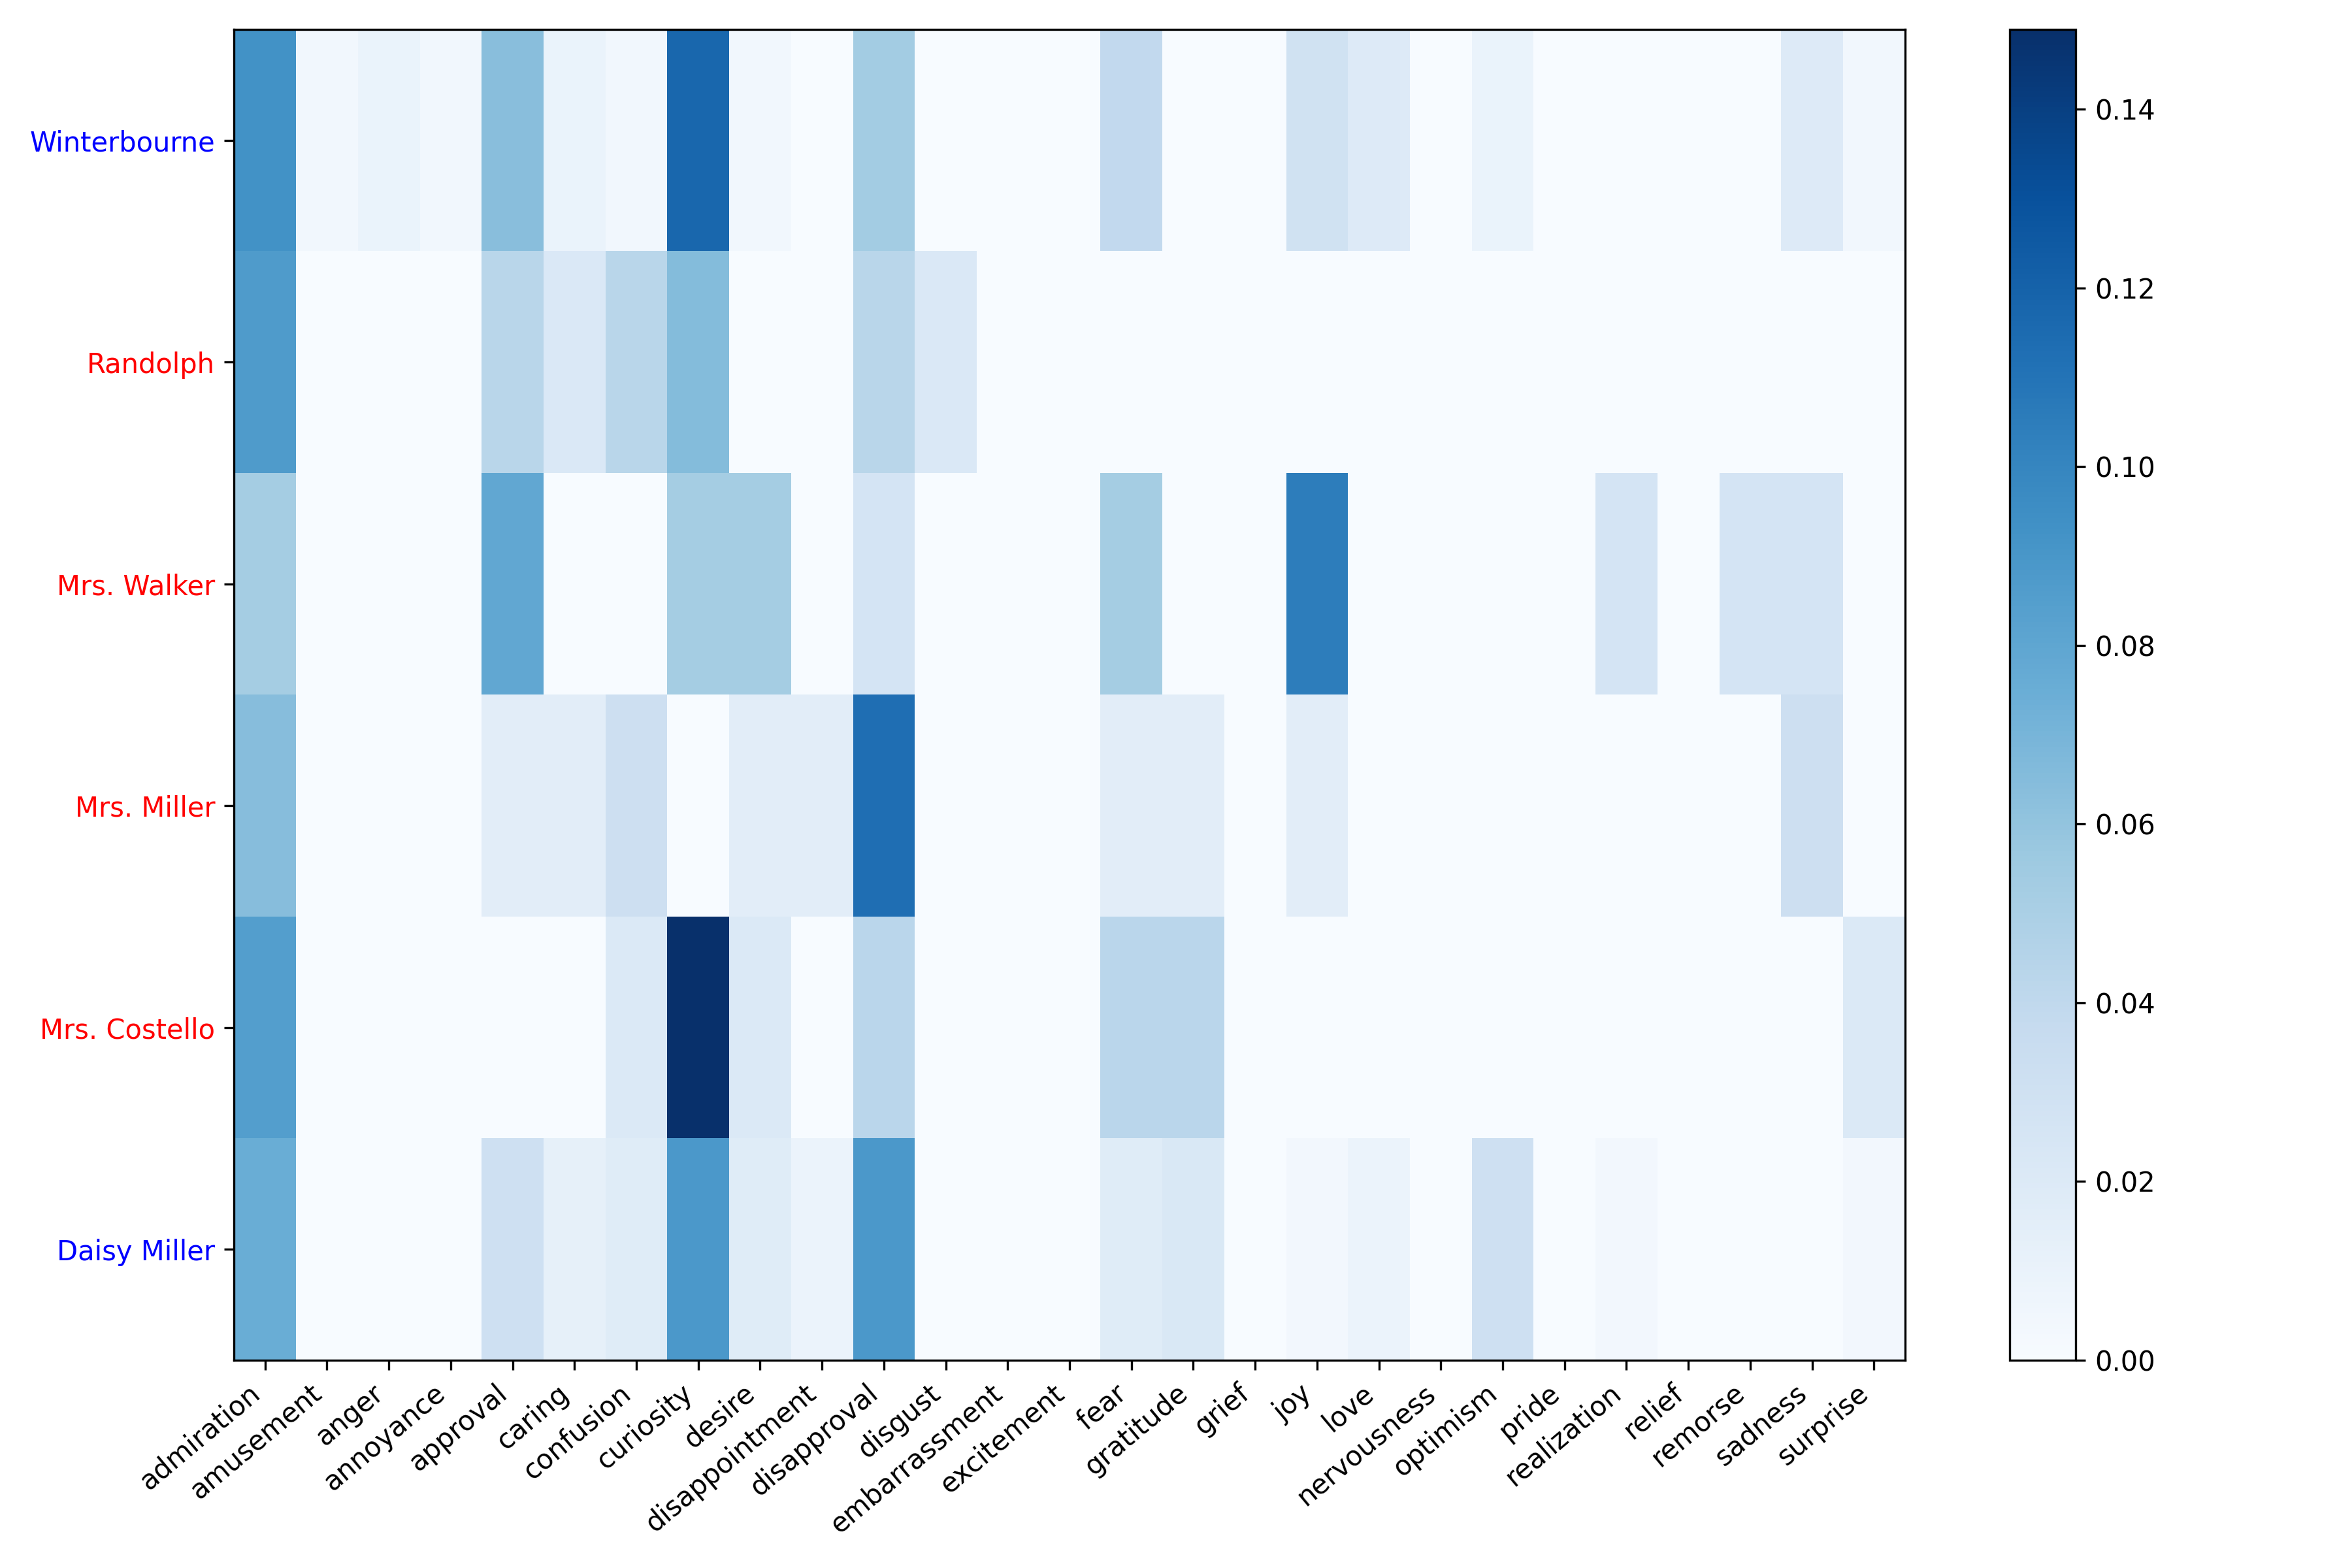 Winterbourne
Randolph
Mrs. Walker
Mrs. Miller
Mrs. Costello
Daisy Miller
admiration
amusement
anger
annoyance
approval
caring
confusion
curiosity
desire
disappointment
disapproval
disgust
embarrassment
excitement
fear
gratitude
grief
joy
love
nervousness
optimism
pride
realization
relief
remorse
sadness
surprise
0.14
0.12
0.10
0.08
0.06
0.04
0.02
0.00